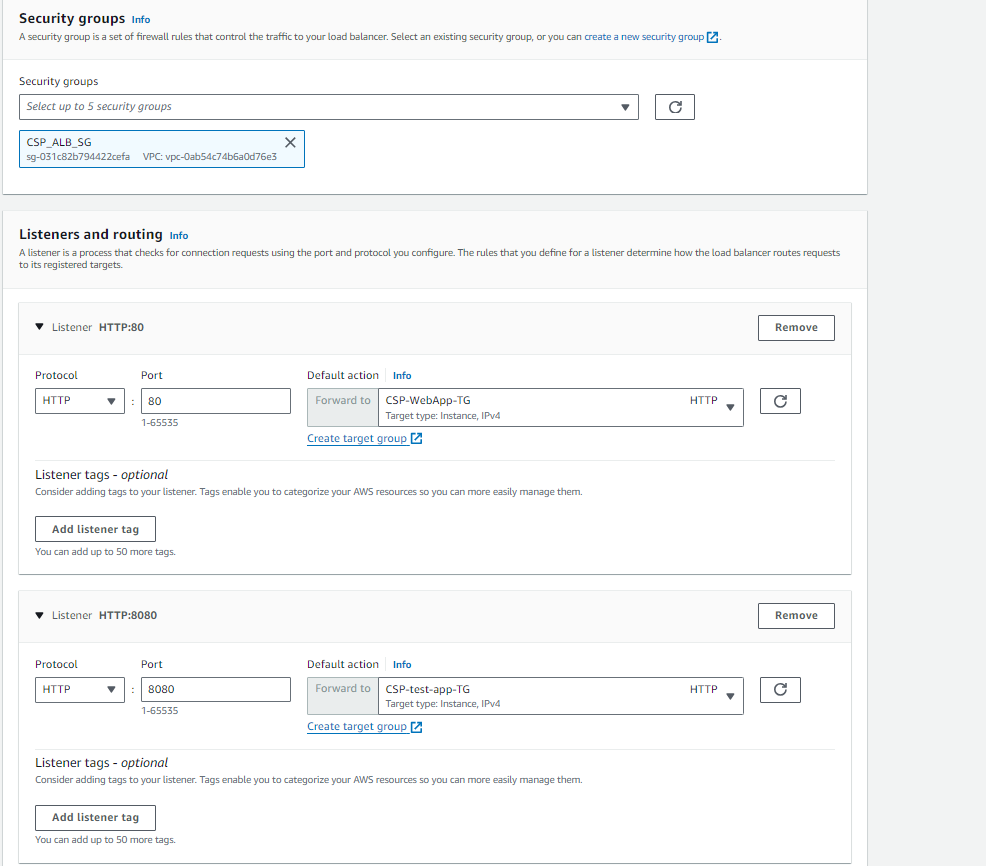 Security groups Info
A security group is a set of firewall rules that control the traffic to your load balancer. Select an existing security group, or you can create a new security group.
Security groups
Select up to 5 security groups
CSP_ALB_SG
sg-031c82b794422cefa VPC: vpc-0ab54c74b6a0d76e3
Listeners and routing Info
A listener is a process that checks for connection requests using the port and protocol you configure. The rules that you define for a listener determine how the load balancer routes requests
to its registered targets.
Listener HTTP:80 Remove
Protocol Port Default action Info
HTTP : 80 Forward to CSP-WebApp-TG HTTP
Target type: Instance, IPv4
1-65535
Create target group
Listener tags - optional
Consider adding tags to your listener. Tags enable you to categorize your AWS resources so you can more easily manage them.
Add listener tag
You can add up to 50 more tags.
Listener HTTP:8080 Remove
Protocol Port Default action Info
HTTP : 8080 Forward to CSP-test-app-TG HTTP
Target type: Instance, IPv4
1-65535
Create target group
Listener tags - optional
Consider adding tags to your listener. Tags enable you to categorize your AWS resources so you can more easily manage them.
Add listener tag
You can add up to 50 more tags.